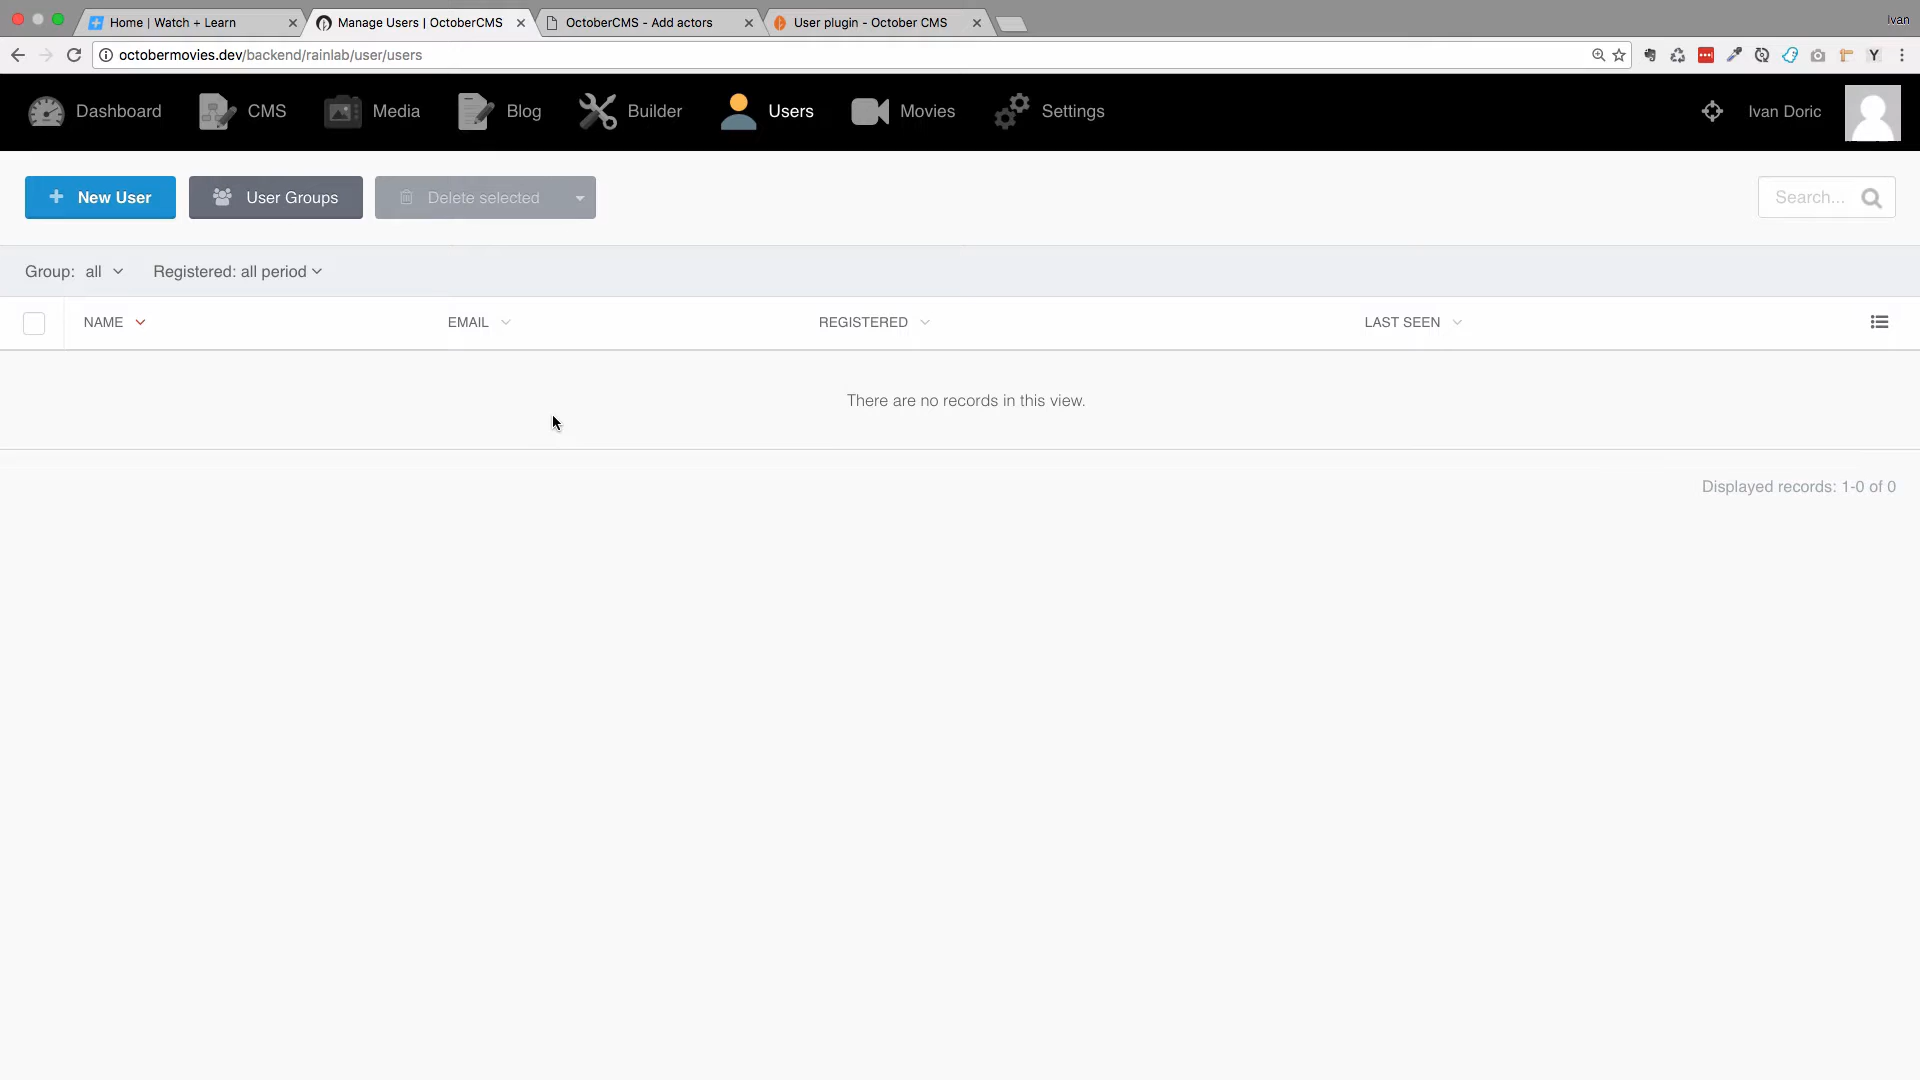 Home | Watch + Learn
Manage Users | OctoberCMS
OctoberCMS - Add actors
User plugin - October CMS
Ivan
octobermovies.dev/backend/rainlab/user/users
Y
Dashboard
CMS
Media
Blog
Builder
Users
Movies
Settings
Ivan Doric
New User
User Groups
Delete selected
Search...
Group: all
Registered: all period
NAME
EMAIL
REGISTERED
LAST SEEN
There are no records in this view.
Displayed records: 1-0 of 0